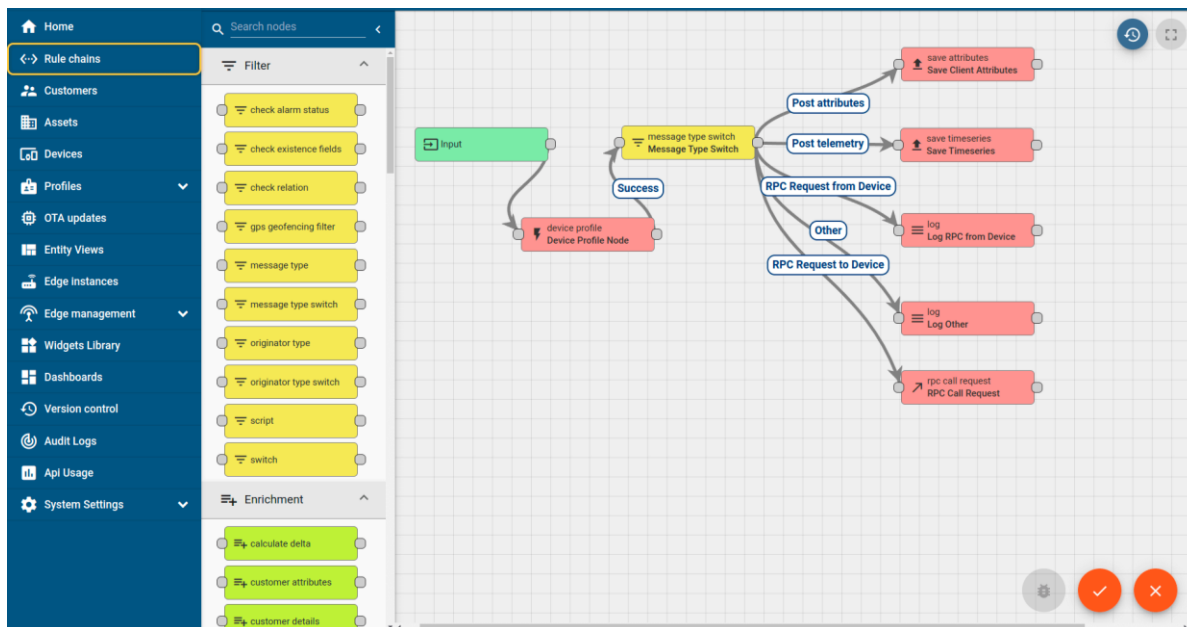 Home
Rule chains
Customers
Assets
Devices
Profiles
OTA updates
Entity Views
Edge instances
Edge management
Widgets Library
Dashboards
Version control
Audit Logs
Api Usage
System Settings
Search nodes
Filter
check alarm status
check existence fields
check relation
gps geofencing filter
message type
message type switch
originator type
originator type switch
script
switch
Enrichment
calculate delta
customer attributes
customer details
Input
device profile
Device Profile Node
Success
message type switch
Message Type Switch
Post attributes
Post telemetry
RPC Request from Device
Other
RPC Request to Device
save attributes
Save Client Attributes
save timeseries
Save Timeseries
log
Log RPC from Device
log
Log Other
rpc call request
RPC Call Request